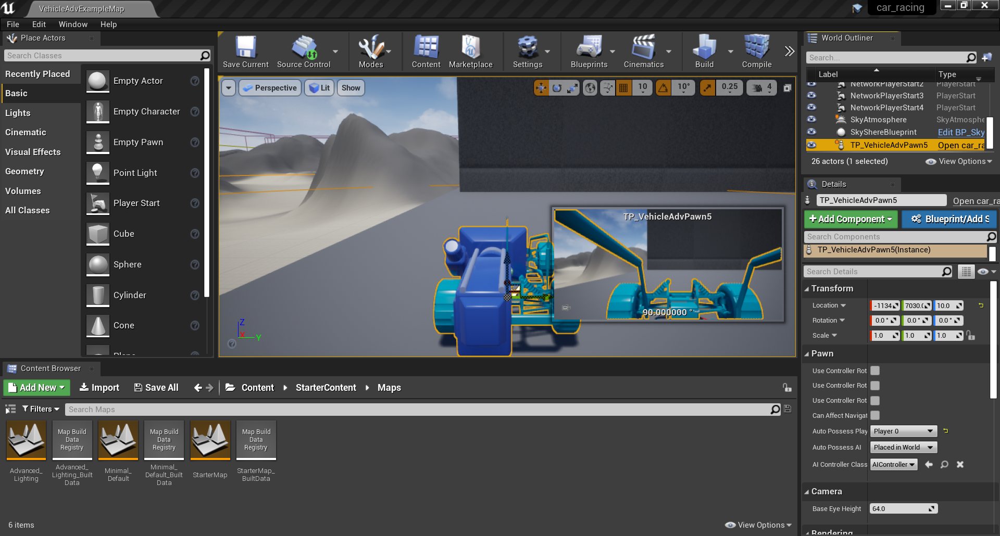 VehicleAdvExampleMap
car_racing
File Edit Window Help
Place Actors
Search Classes
Recently Placed
Basic
Lights
Cinematic
Visual Effects
Geometry
Volumes
All Classes
Empty Actor
Empty Character
Empty Pawn
Point Light
Player Start
Cube
Sphere
Cylinder
Cone
Save Current
Source Control
Modes
Content
Marketplace
Settings
Blueprints
Cinematics
Build
Compile
Perspective
Lit
Show
10
10°
0.25
4
TP_VehicleAdvPawn5
90.000000 °
Z
X
Y
World Outliner
Search...
Label Type
NetworkPlayerStart2 PlayerStart
NetworkPlayerStart3 PlayerStart
NetworkPlayerStart4 PlayerStart
SkyAtmosphere SkyAtmosphe
SkyShereBlueprint Edit BP_Sky
TP_VehicleAdvPawn5 Open car_ra
26 actors (1 selected)
View Options
Details
TP_VehicleAdvPawn5
Open car_ra
Add Component
Blueprint/Add S
Search Components
TP_VehicleAdvPawn5(Instance)
Search Details
Transform
Location -1134 7030.( 10.0
Rotation 0.0 ° 0.0 ° 0.0 °
Scale 1.0 1.0 1.0
Pawn
Use Controller Rot
Use Controller Rot
Use Controller Rot
Can Affect Navigat
Auto Possess Play Player 0
Auto Possess AI Placed in World
AI Controller Class AIController
Camera
Base Eye Height 64.0
Rendering
Content Browser
Add New Import Save All Content StarterContent Maps
Filters
Search Maps
Map Build
Data
Registry
Map Build
Data
Registry
Map Build
Data
Registry
Advanced_
Lighting
Advanced_
Lighting_Built
Data
Minimal_
Default
Minimal_
Default_Built
Data
StarterMap
StarterMap_
BuiltData
6 items
View Options